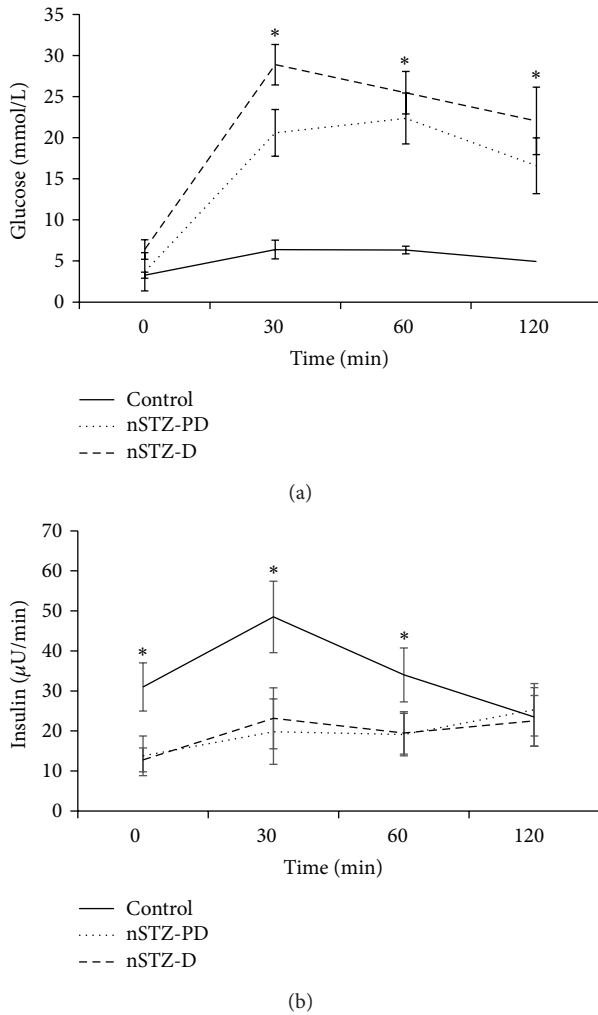 * * *
35
30
25
20
15
10
5
0
Glucose (mmol/L)
0 30 60 120
Time (min)
Control
nSTZ-PD
nSTZ-D
(a)
* * *
70
60
50
40
30
20
10
0
Insulin (μU/min)
0 30 60 120
Time (min)
Control
nSTZ-PD
nSTZ-D
(b)